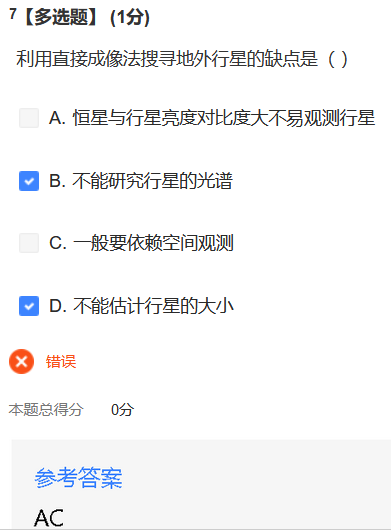 7【多选题】 (1分)
利用直接成像法搜寻地外行星的缺点是（ ）
A. 恒星与行星亮度对比度大不易观测行星
B. 不能研究行星的光谱
C. 一般要依赖空间观测
D. 不能估计行星的大小
错误
本题总得分 0分
参考答案
AC